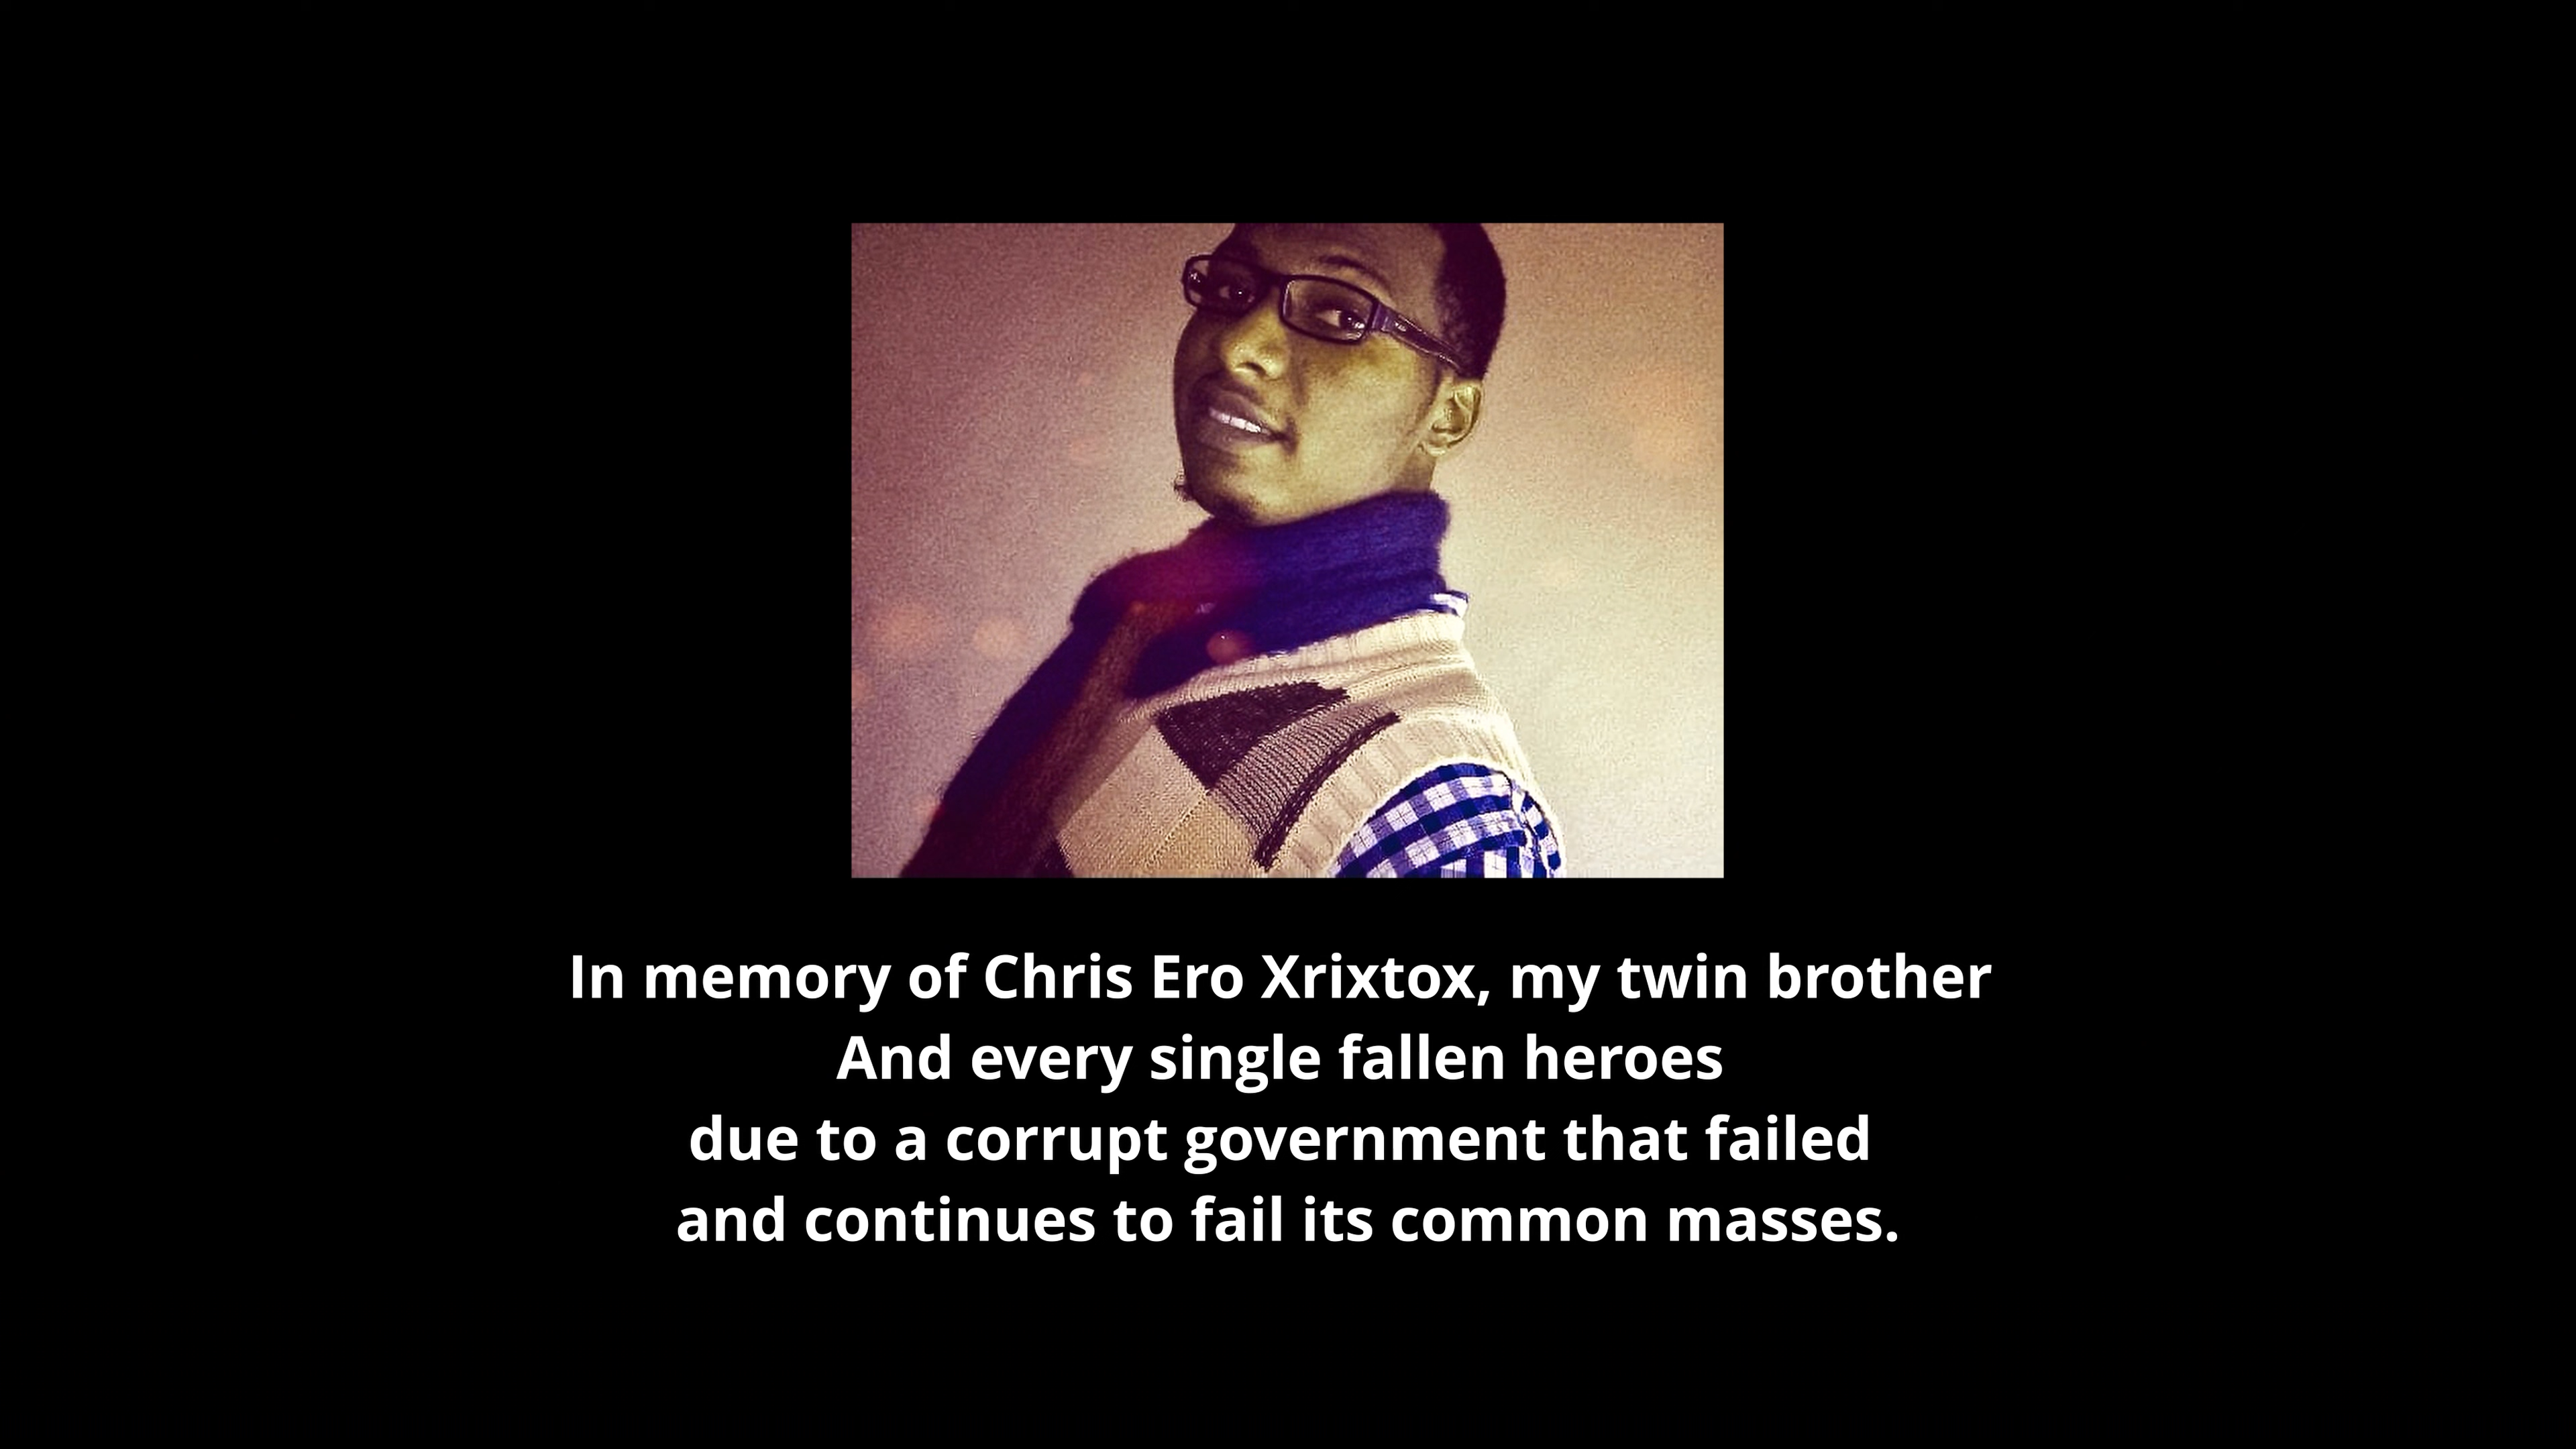 In memory of Chris Ero Xrixtox, my twin brother
And every single fallen heroes
due to a corrupt government that failed
and continues to fail its common masses.